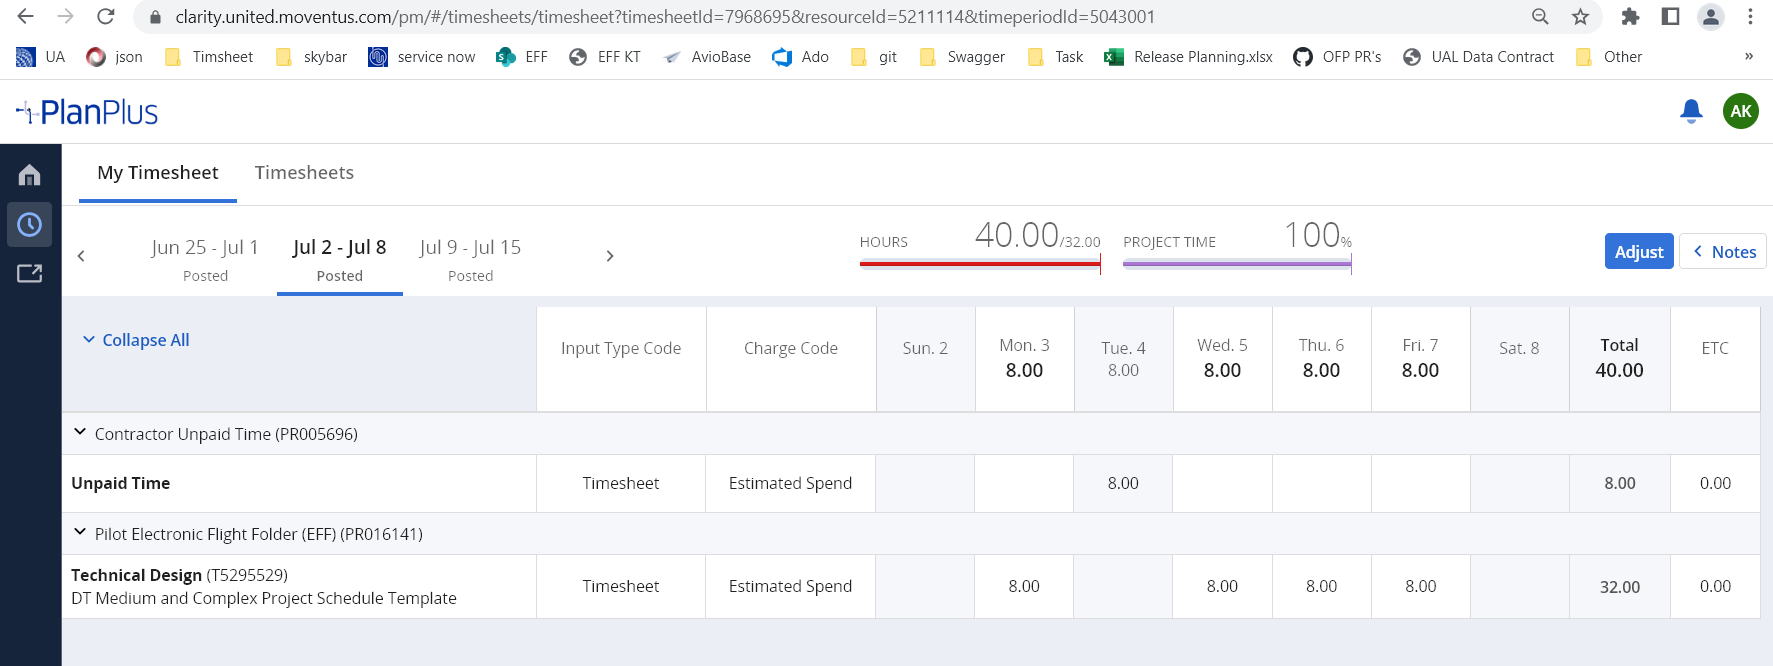 clarity.united.moventus.com/pm/#/timesheets/timesheet?timesheetId=7968695&resourceId=5211114&timeperiodId=5043001
UA json Timsheet skybar service now EFF EFF KT AvioBase Ado git Swagger Task Release Planning.xlsx OFP PR's UAL Data Contract Other »
PlanPlus AK
My Timesheet Timesheets
Jun 25 - Jul 1 Jul 2 - Jul 8 Jul 9 - Jul 15 HOURS 40.00/32.00 PROJECT TIME 100% Adjust Notes
Posted Posted Posted
Collapse All Input Type Code Charge Code Sun. 2 Mon. 3 Tue. 4 Wed. 5 Thu. 6 Fri. 7 Sat. 8 Total ETC
8.00 8.00 8.00 8.00 8.00 40.00
Contractor Unpaid Time (PR005696)
Unpaid Time Timesheet Estimated Spend 8.00 8.00 0.00
Pilot Electronic Flight Folder (EFF) (PR016141)
Technical Design (T5295529) Timesheet Estimated Spend 8.00 8.00 8.00 8.00 32.00 0.00
DT Medium and Complex Project Schedule Template